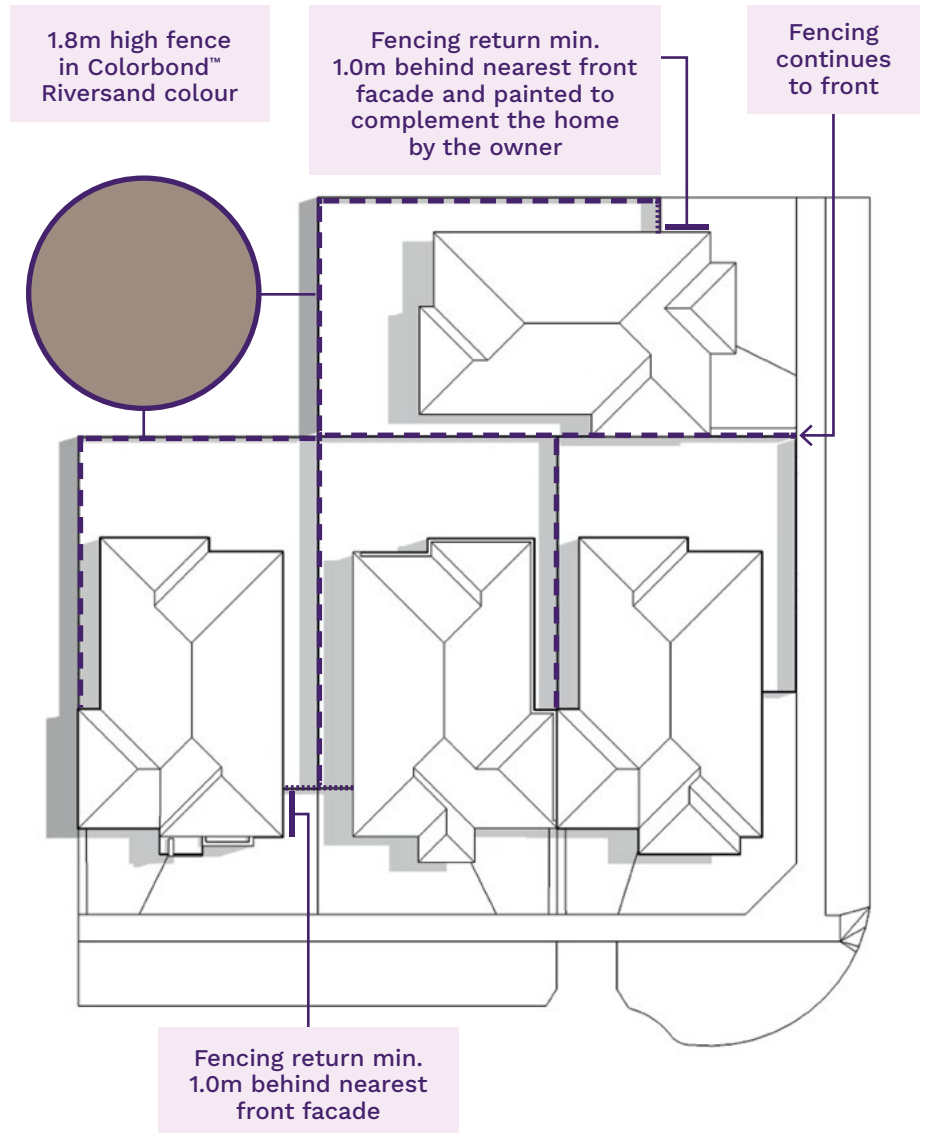 1.8m high fence
in Colorbond™
Riversand colour
Fencing return min.
1.0m behind nearest front
facade and painted to
complement the home
by the owner
Fencing
continues
to front
Fencing return min.
1.0m behind nearest
front facade